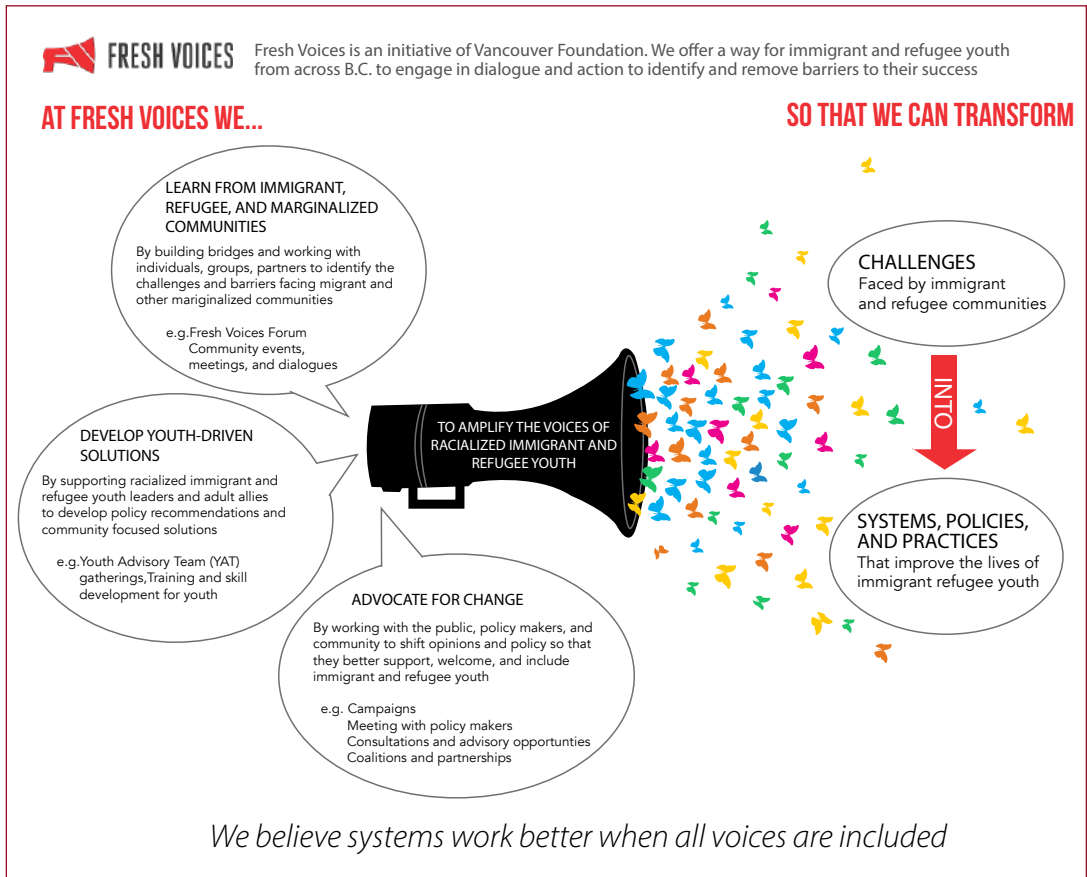 FRESH VOICES
Fresh Voices is an initiative of Vancouver Foundation. We offer a way for immigrant and refugee youth
from across B.C. to engage in dialogue and action to identify and remove barriers to their success
AT FRESH VOICES WE...
SO THAT WE CAN TRANSFORM
LEARN FROM IMMIGRANT,
REFUGEE, AND MARGINALIZED
COMMUNITIES
By building bridges and working with
individuals, groups, partners to identify the
challenges and barriers facing migrant and
other mariginalized communities
e.g.Fresh Voices Forum
Community events,
meetings, and dialogues
DEVELOP YOUTH-DRIVEN
SOLUTIONS
By supporting racialized immigrant and
refugee youth leaders and adult allies
to develop policy recommendations and
community focused solutions
e.g.Youth Advisory Team (YAT)
gatherings,Training and skill
development for youth
ADVOCATE FOR CHANGE
By working with the public, policy makers, and
community to shift opinions and policy so that
they better support, welcome, and include
immigrant and refugee youth
e.g. Campaigns
Meeting with policy makers
Consultations and advisory opportunties
Coalitions and partnerships
TO AMPLIFY THE VOICES OF
RACIALIZED IMMIGRANT AND
REFUGEE YOUTH
CHALLENGES
Faced by immigrant
and refugee communities
INTO
SYSTEMS, POLICIES,
AND PRACTICES
That improve the lives of
immigrant refugee youth
We believe systems work better when all voices are included